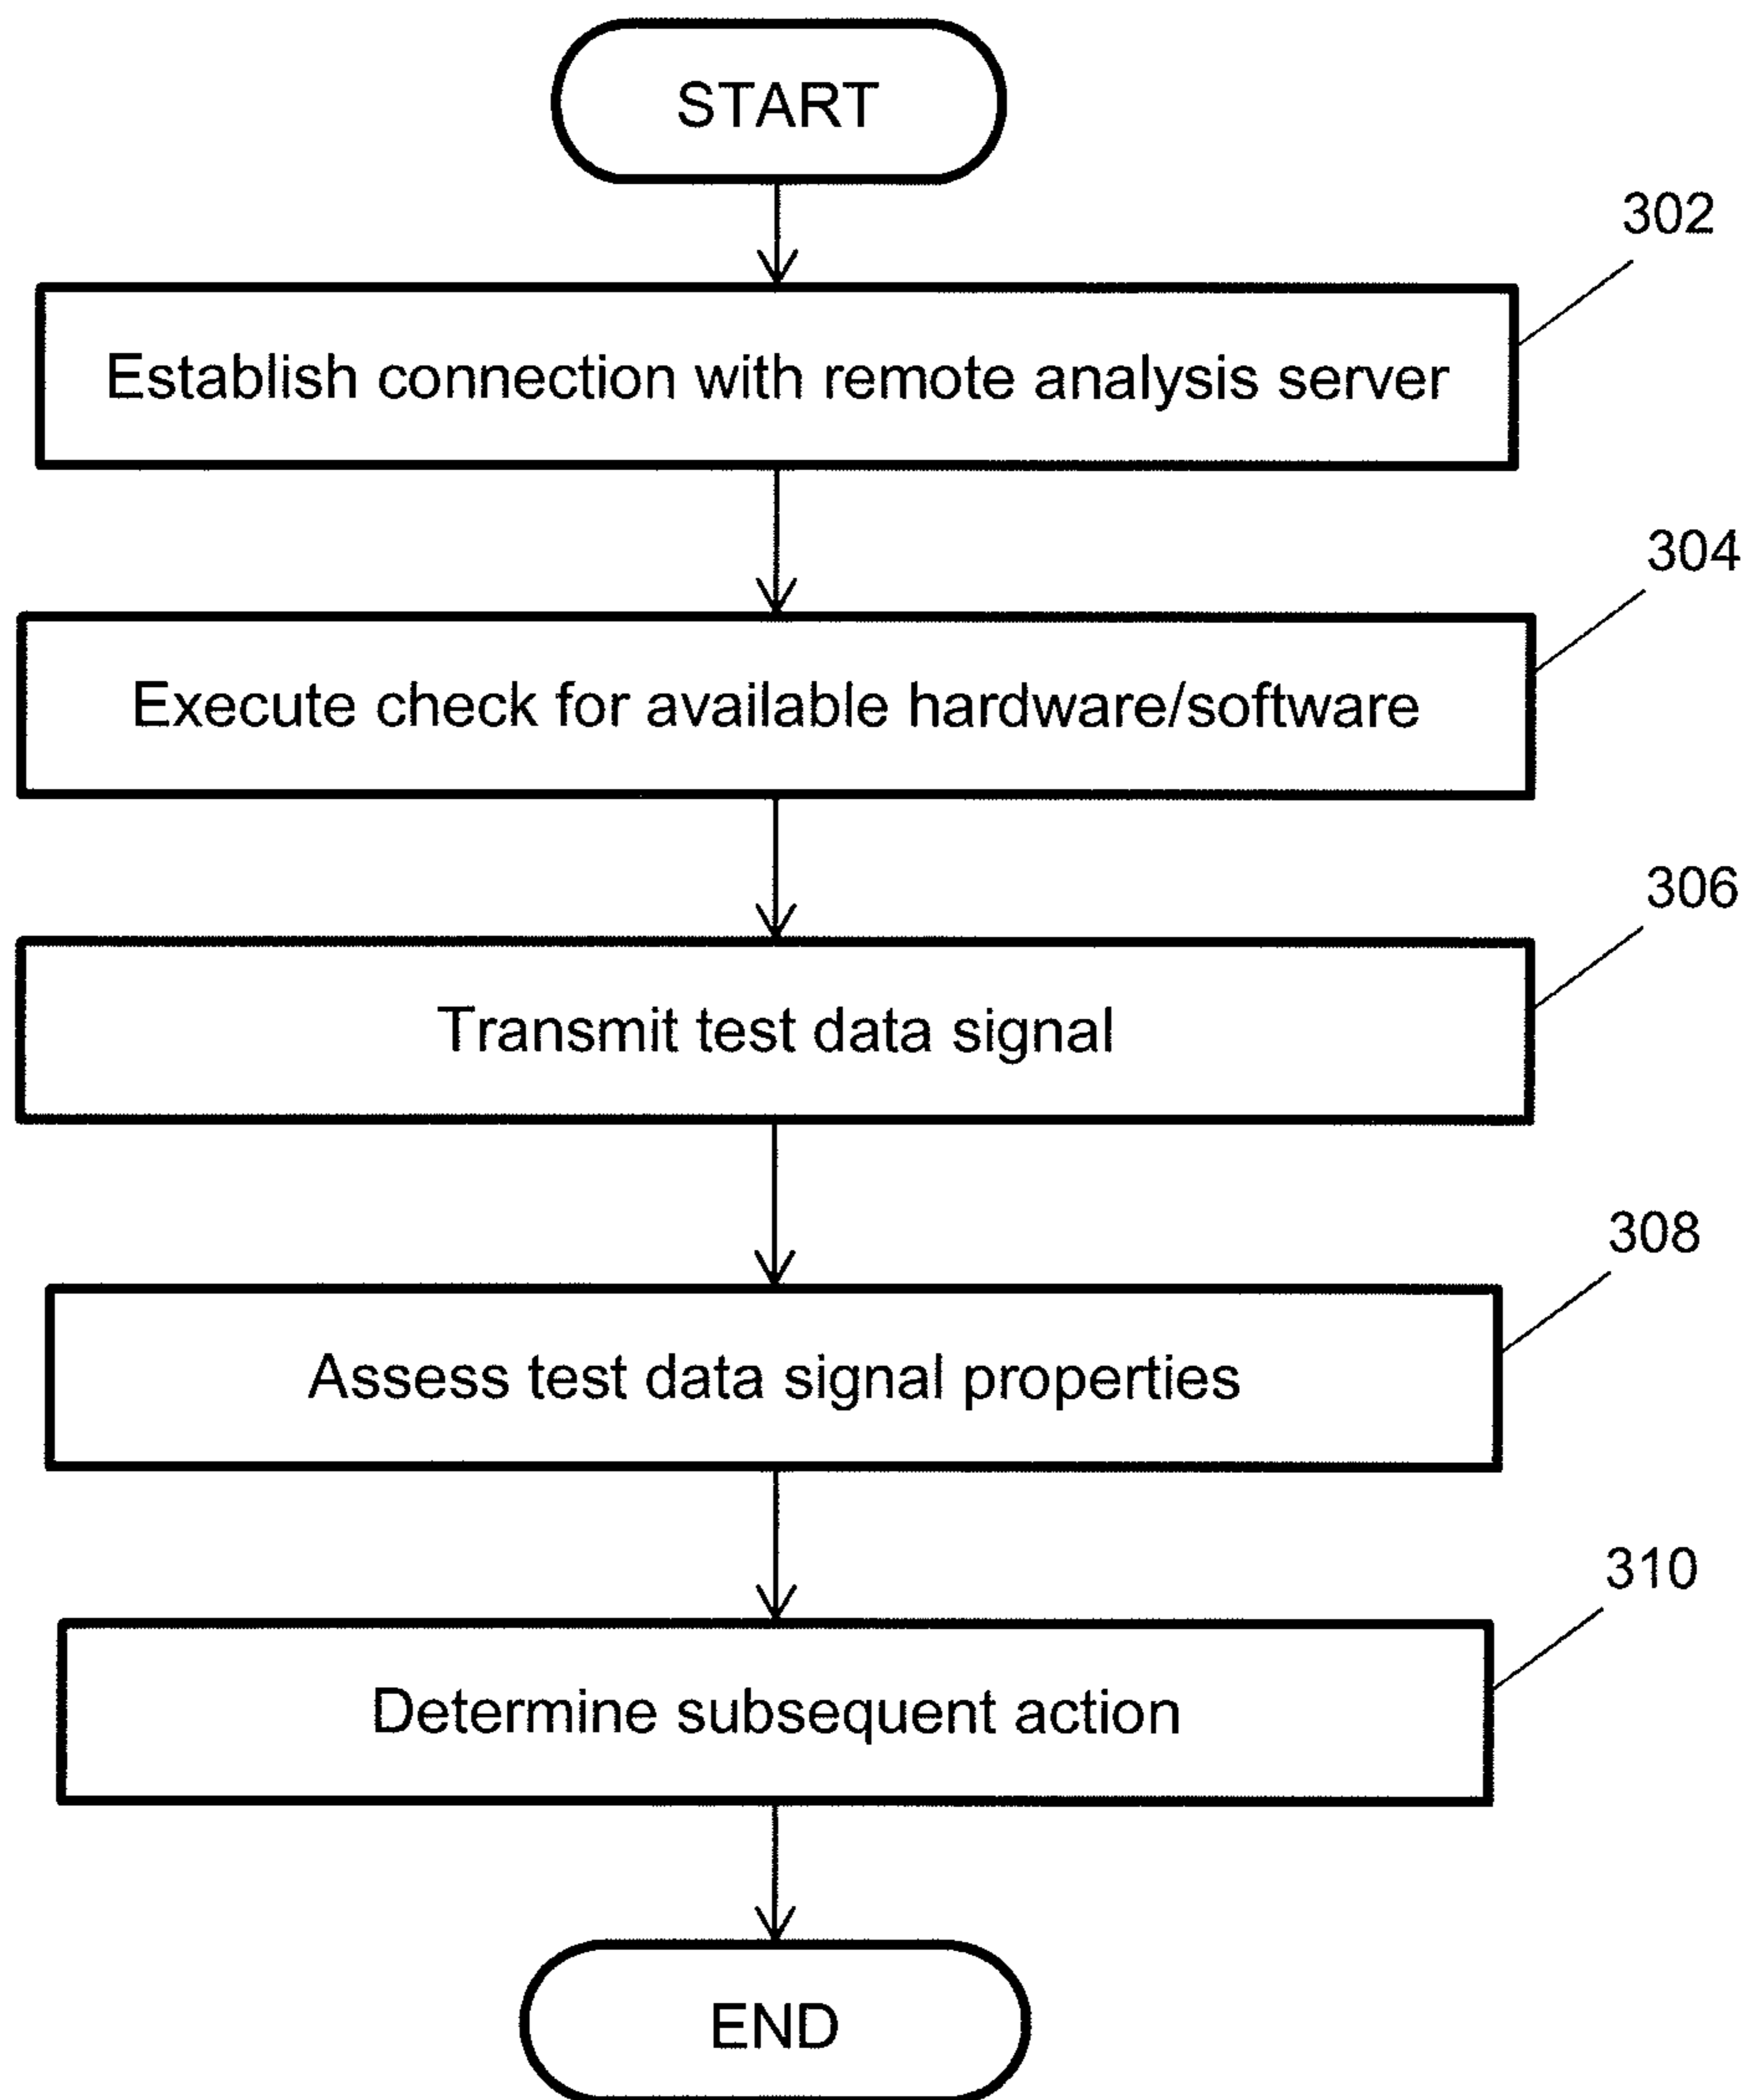 START
302
Establish connection with remote analysis server
304
Execute check for available hardware/software
306
Transmit test data signal
308
Assess test data signal properties
310
Determine subsequent action
END